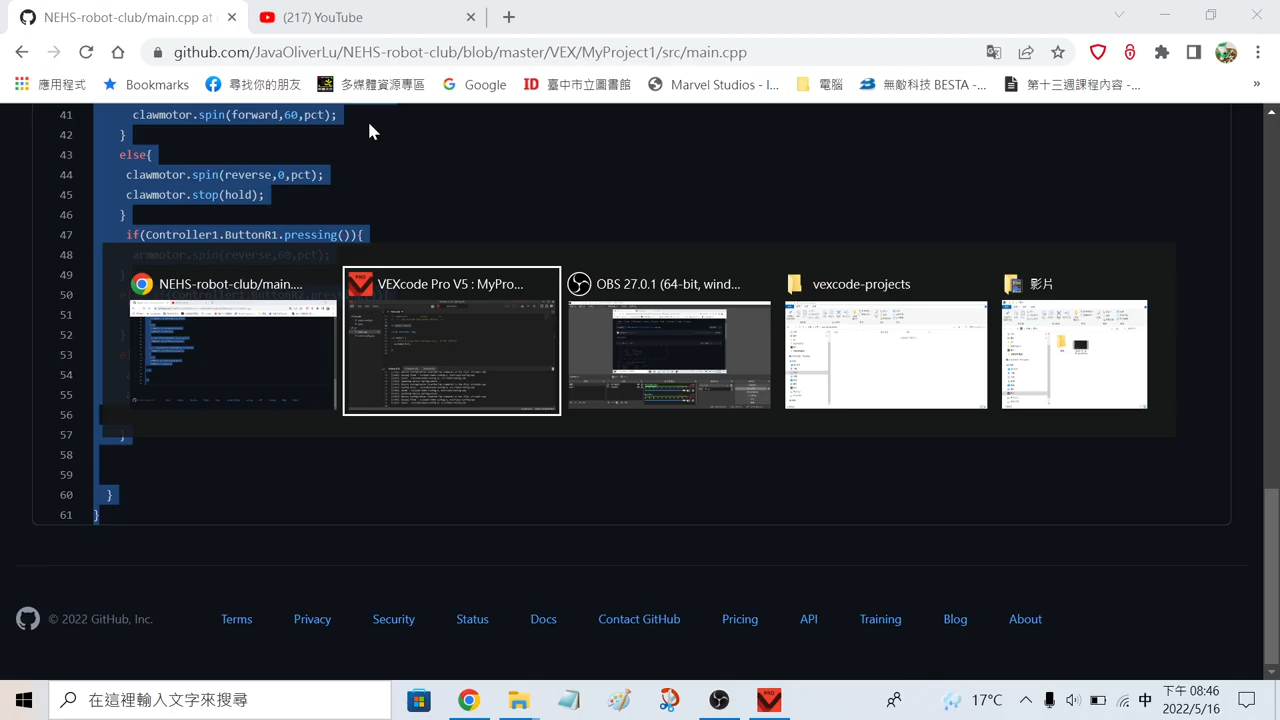 NEHS-robot-club/main.cpp at
(217) YouTube
github.com/JavaOliverLu/NEHS-robot-club/blob/master/VEX/MyProject1/src/main.cpp
應用程式
Bookmarks
尋找你的朋友
多媒體資源專區
Google
臺中市立圖書館
Marvel Studios - I...
電腦
無敵科技 BESTA -...
第十三週課程內容 -...
»
41 clawmotor.spin(forward,60,pct);
42 }
43 else{
44 clawmotor.spin(reverse,0,pct);
45 clawmotor.stop(hold);
46 }
47 if(Controller1.ButtonR1.pressing()){
48 armmotor.spin(reverse,60,pct);
49
50
51
52
53
54
55
56
57 }
58
59
60 }
61 }
NEHS-robot-club/main....
VEXcode Pro V5 : MyPro...
OBS 27.0.1 (64-bit, wind...
vexcode-projects
影片
© 2022 GitHub, Inc.
Terms
Privacy
Security
Status
Docs
Contact GitHub
Pricing
API
Training
Blog
About
在這裡輸入文字來搜尋
PRO
17°C
中
下午 08:46
2022/5/16